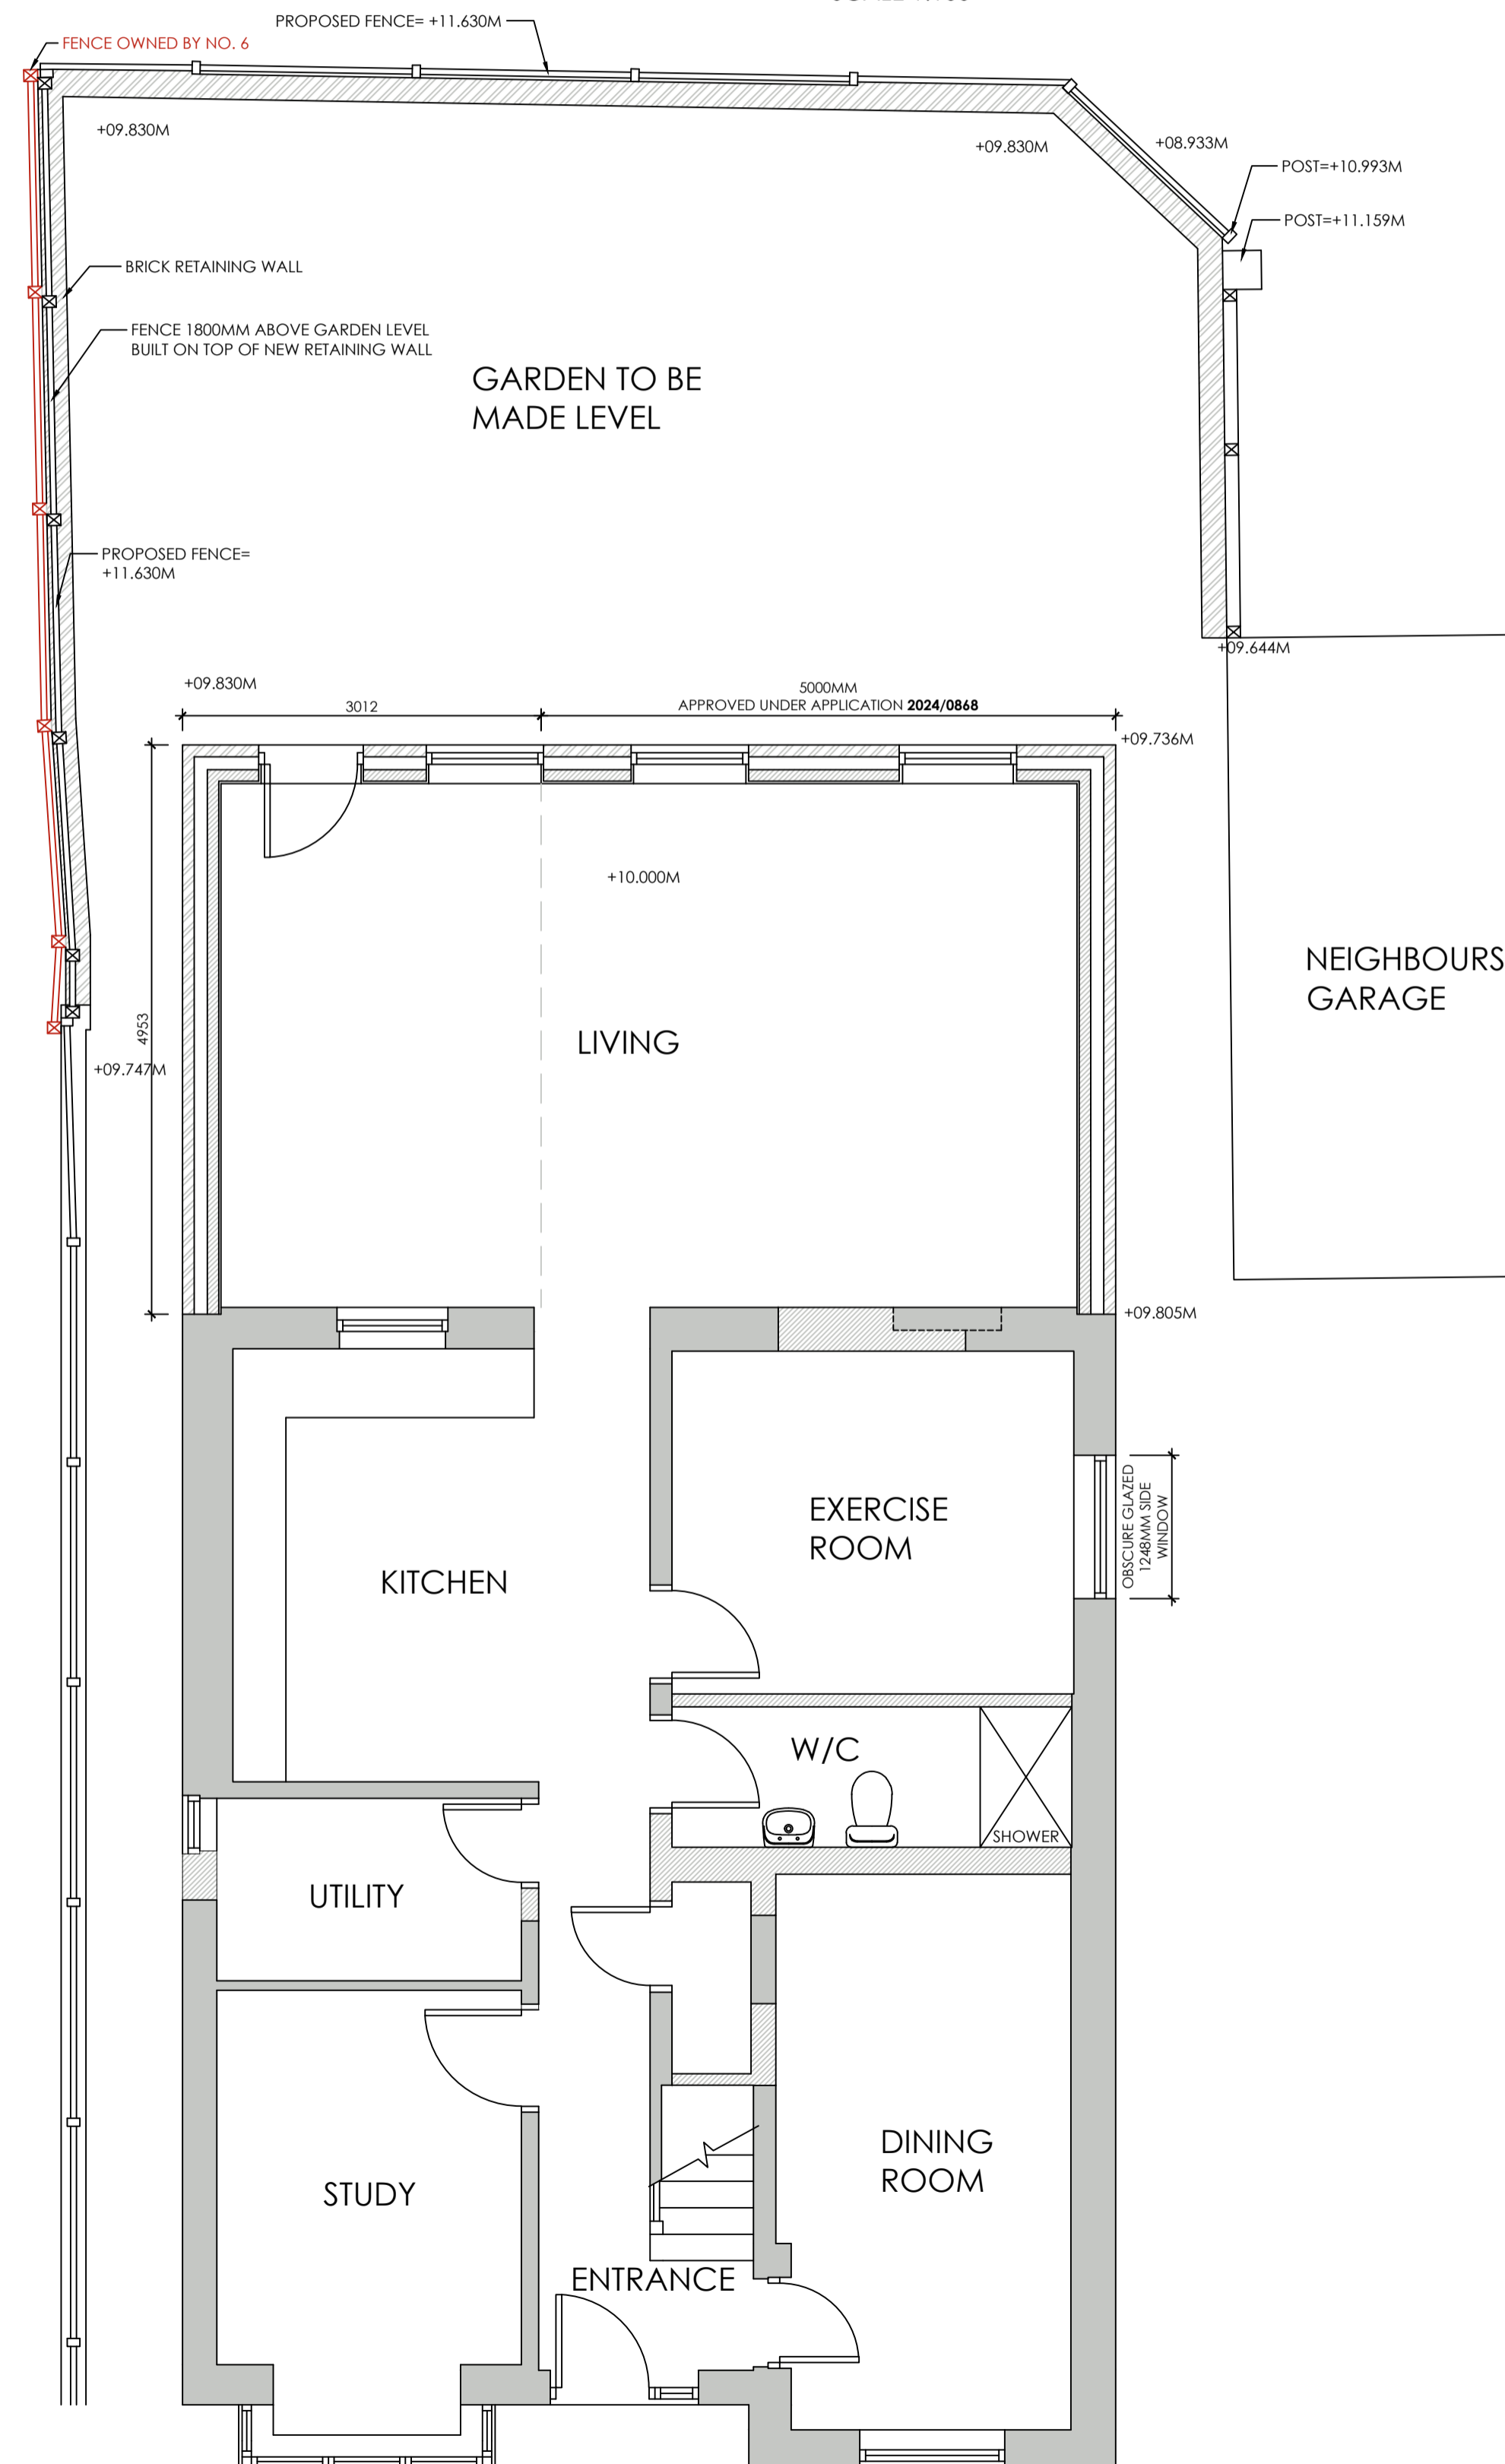 PROPOSED FENCE= +11.630M
FENCE OWNED BY NO. 6
+09.830M
+09.830M
+08.933M
POST=+10.993M
POST=+11.159M
BRICK RETAINING WALL
FENCE 1800MM ABOVE GARDEN LEVEL
BUILT ON TOP OF NEW RETAINING WALL
GARDEN TO BE
MADE LEVEL
PROPOSED FENCE=
+11.630M
+09.644M
+09.830M
3012
5000MM
APPROVED UNDER APPLICATION 2024/0868
+09.736M
+10.000M
NEIGHBOURS
GARAGE
4953
LIVING
+09.747M
+09.805M
OBSCURE GLAZED
1248MM SIDE
WINDOW
EXERCISE
ROOM
KITCHEN
W/C
SHOWER
UTILITY
DINING
ROOM
STUDY
ENTRANCE